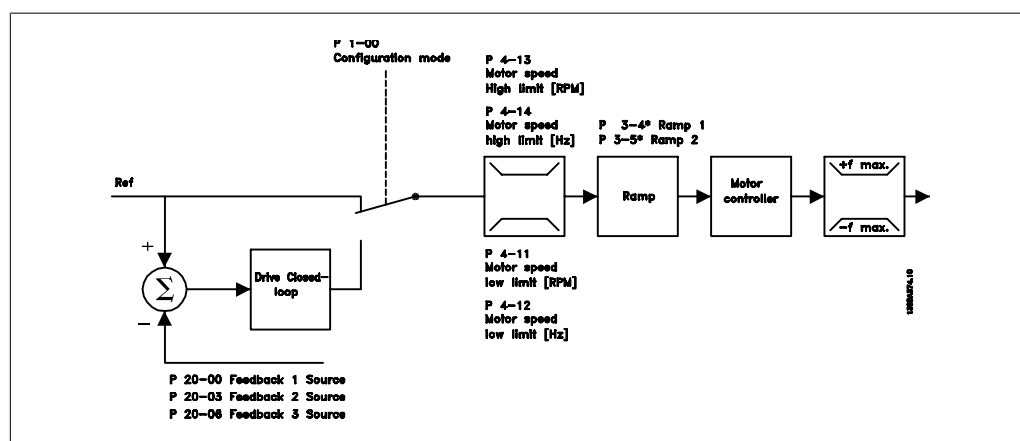 P 1-00
Configuration mode
P 4-13
Motor speed
High limit [RPM]
P 4-14
Motor speed
high limit [Hz]
P 3-4* Ramp 1
P 3-5* Ramp 2
Ref
+f max.
Ramp
Motor
controller
-f max.
+
Σ
Drive Closed-
loop
−
P 4-11
Motor speed
low limit [RPM]
P 4-12
Motor speed
low limit [Hz]
P 20-00 Feedback 1 Source
P 20-03 Feedback 2 Source
P 20-06 Feedback 3 Source